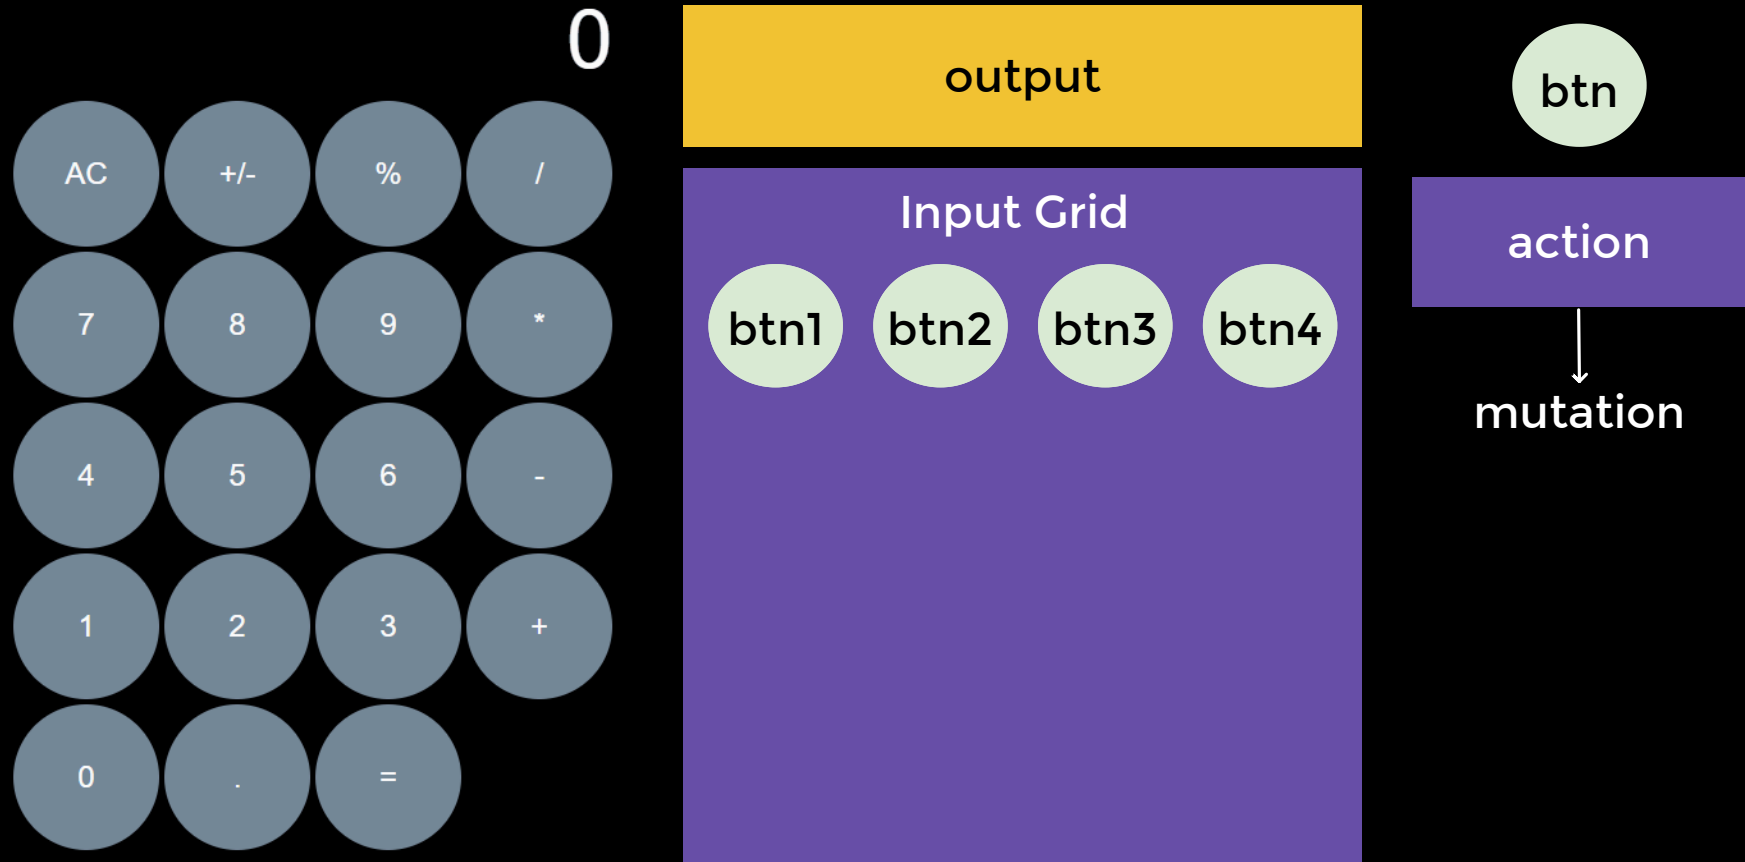 0
AC +/- % /
7 8 9 *
4 5 6 -
1 2 3 +
0 . =
output
Input Grid
btn1 btn2 btn3 btn4
btn
action
mutation